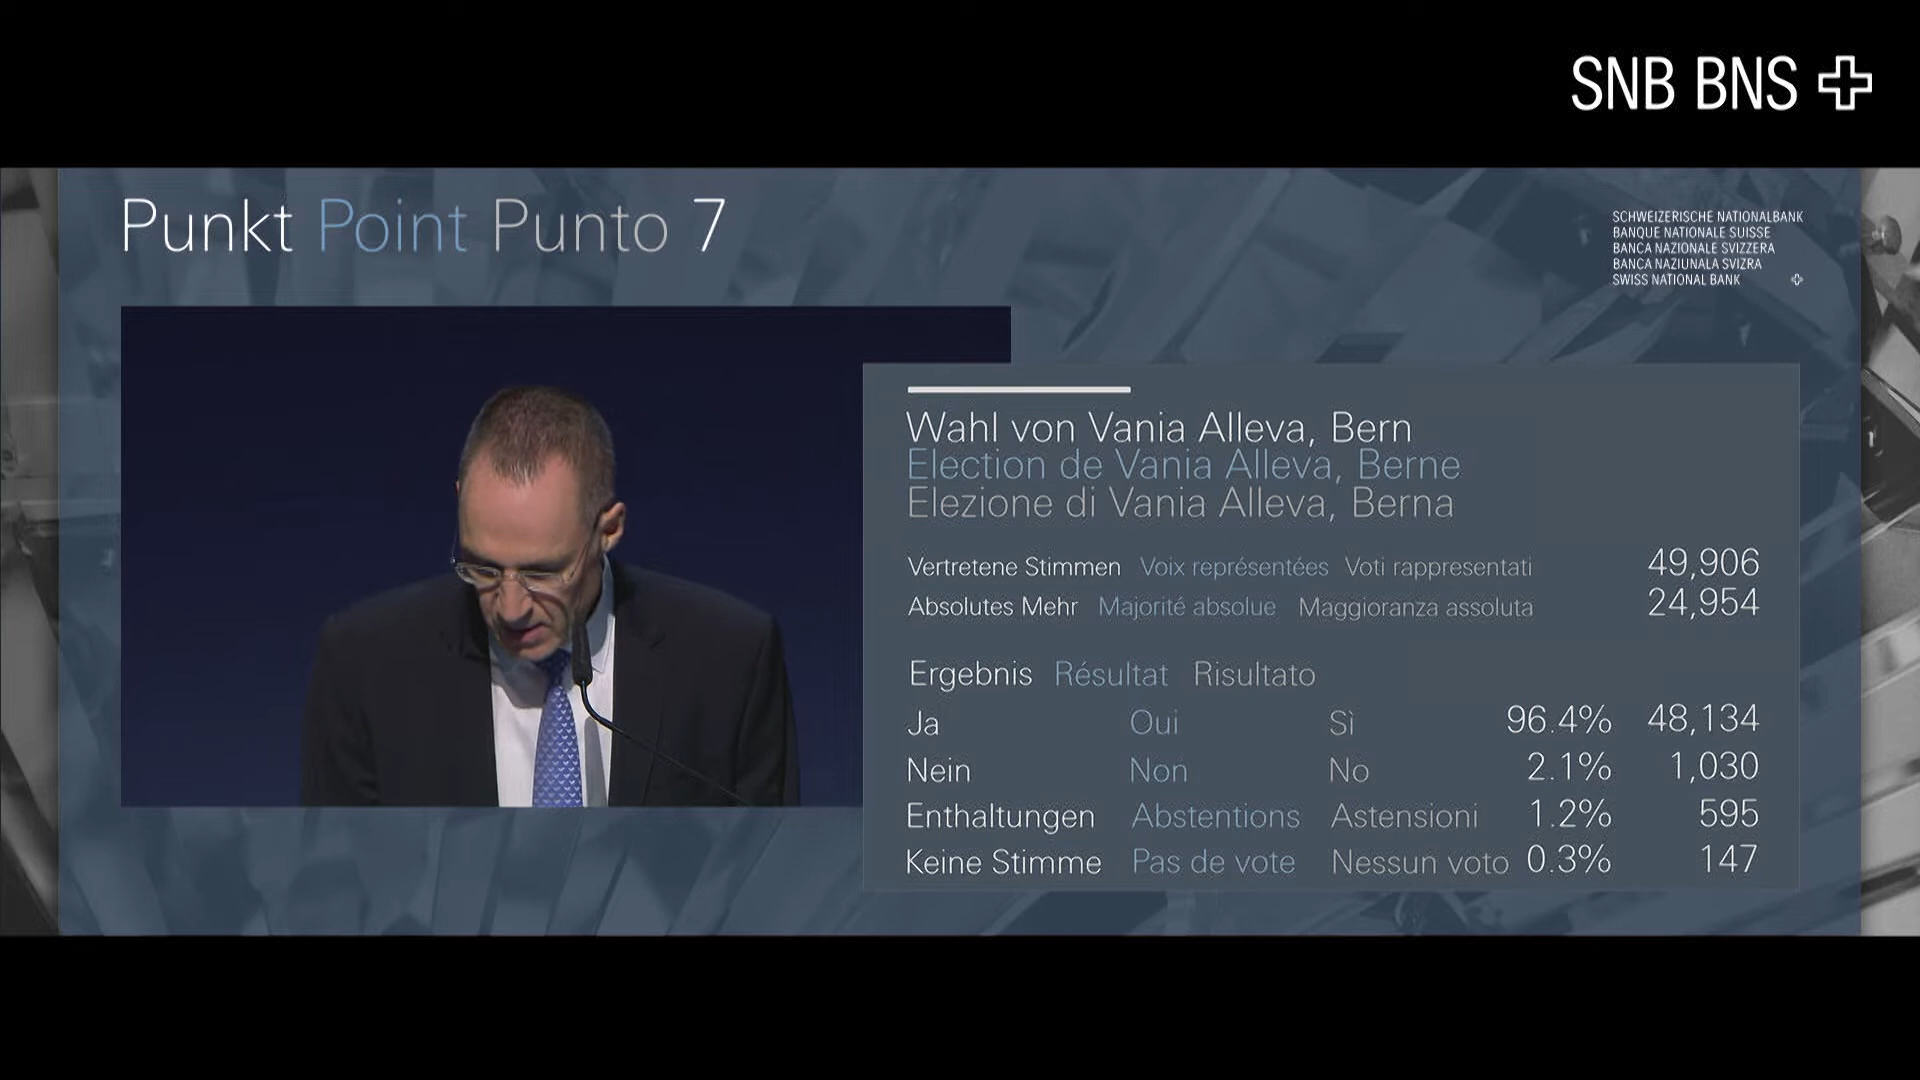 SNB BNS
Punkt Point Punto 7
SCHWEIZERISCHE NATIONALBANK
BANQUE NATIONALE SUISSE
BANCA NAZIONALE SVIZZERA
BANCA NAZIUNALA SVIZRA
SWISS NATIONAL BANK
Wahl von Vania Alleva, Bern
Election de Vania Alleva, Berne
Elezione di Vania Alleva, Berna
Vertretene Stimmen Voix représentées Voti rappresentati 49,906
Absolutes Mehr Majorité absolue Maggioranza assoluta 24,954
Ergebnis Résultat Risultato
Ja Oui Sì 96.4% 48,134
Nein Non No 2.1% 1,030
Enthaltungen Abstentions Astensioni 1.2% 595
Keine Stimme Pas de vote Nessun voto 0.3% 147